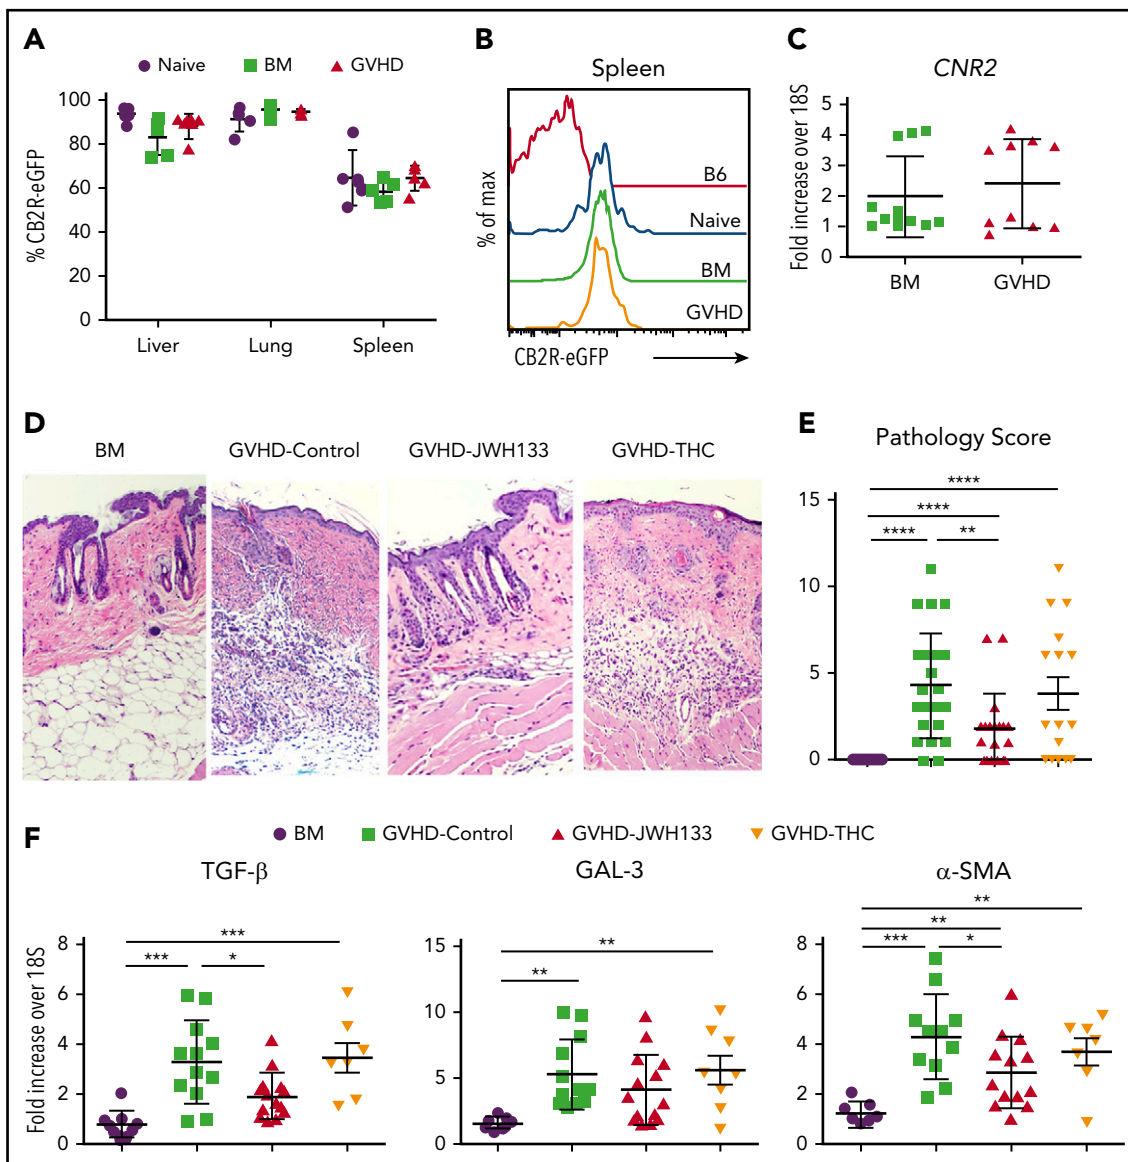 A
Naive BM GVHD
% CB2R-eGFP
100
80
60
40
20
0
Liver Lung Spleen
B
Spleen
% of max
B6
Naive
BM
GVHD
CB2R-eGFP
C
CNR2
Fold increase over 18S
5
4
3
2
1
0
BM GVHD
D
BM GVHD-Control GVHD-JWH133 GVHD-THC
E
Pathology Score
15
10
5
0
****
****
**** **
F
BM GVHD-Control GVHD-JWH133 GVHD-THC
TGF-β
Fold increase over 18S
8
6
4
2
0
***
*** *
GAL-3
15
10
5
0
**
**
α-SMA
8
6
4
2
0
**
**
*** *